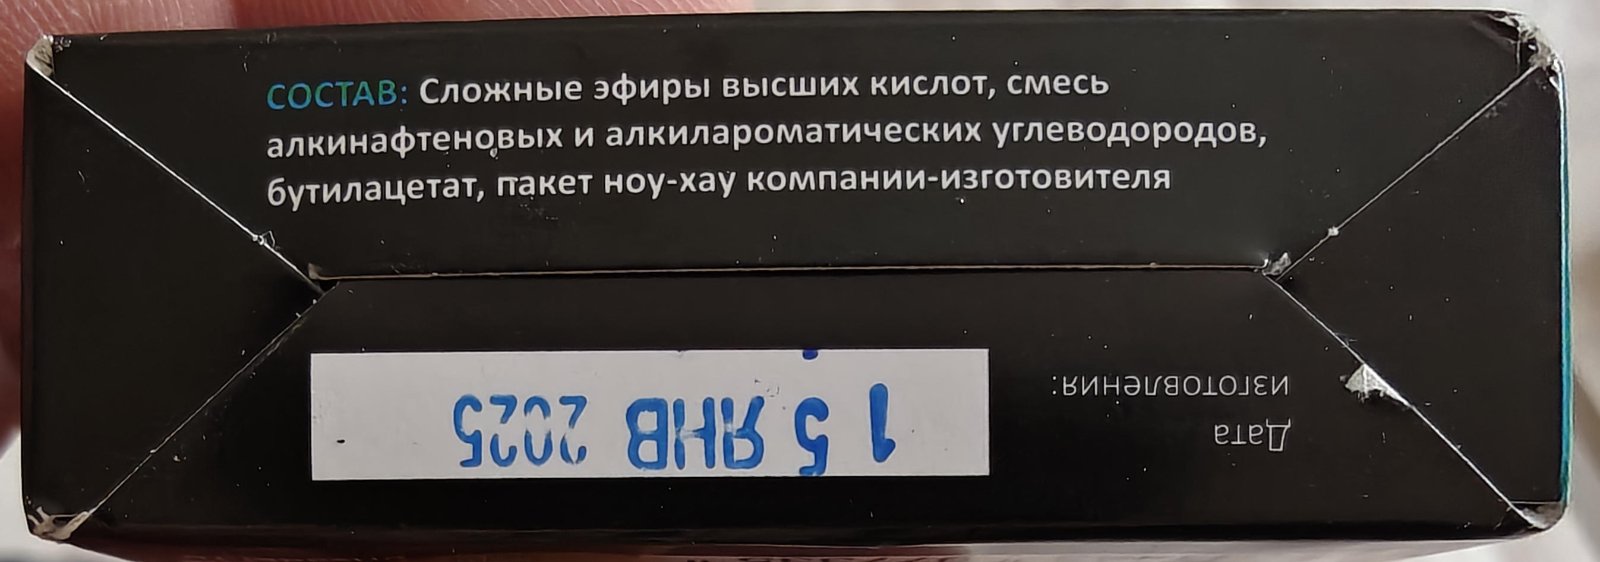 СОСТАВ: Сложные эфиры высших кислот, смесь
алкинафтеновых и алкилароматических углеводородов,
бутилацетат, пакет ноу-хау компании-изготовителя
Дата
изготовления:
15 ЯНВ 2025